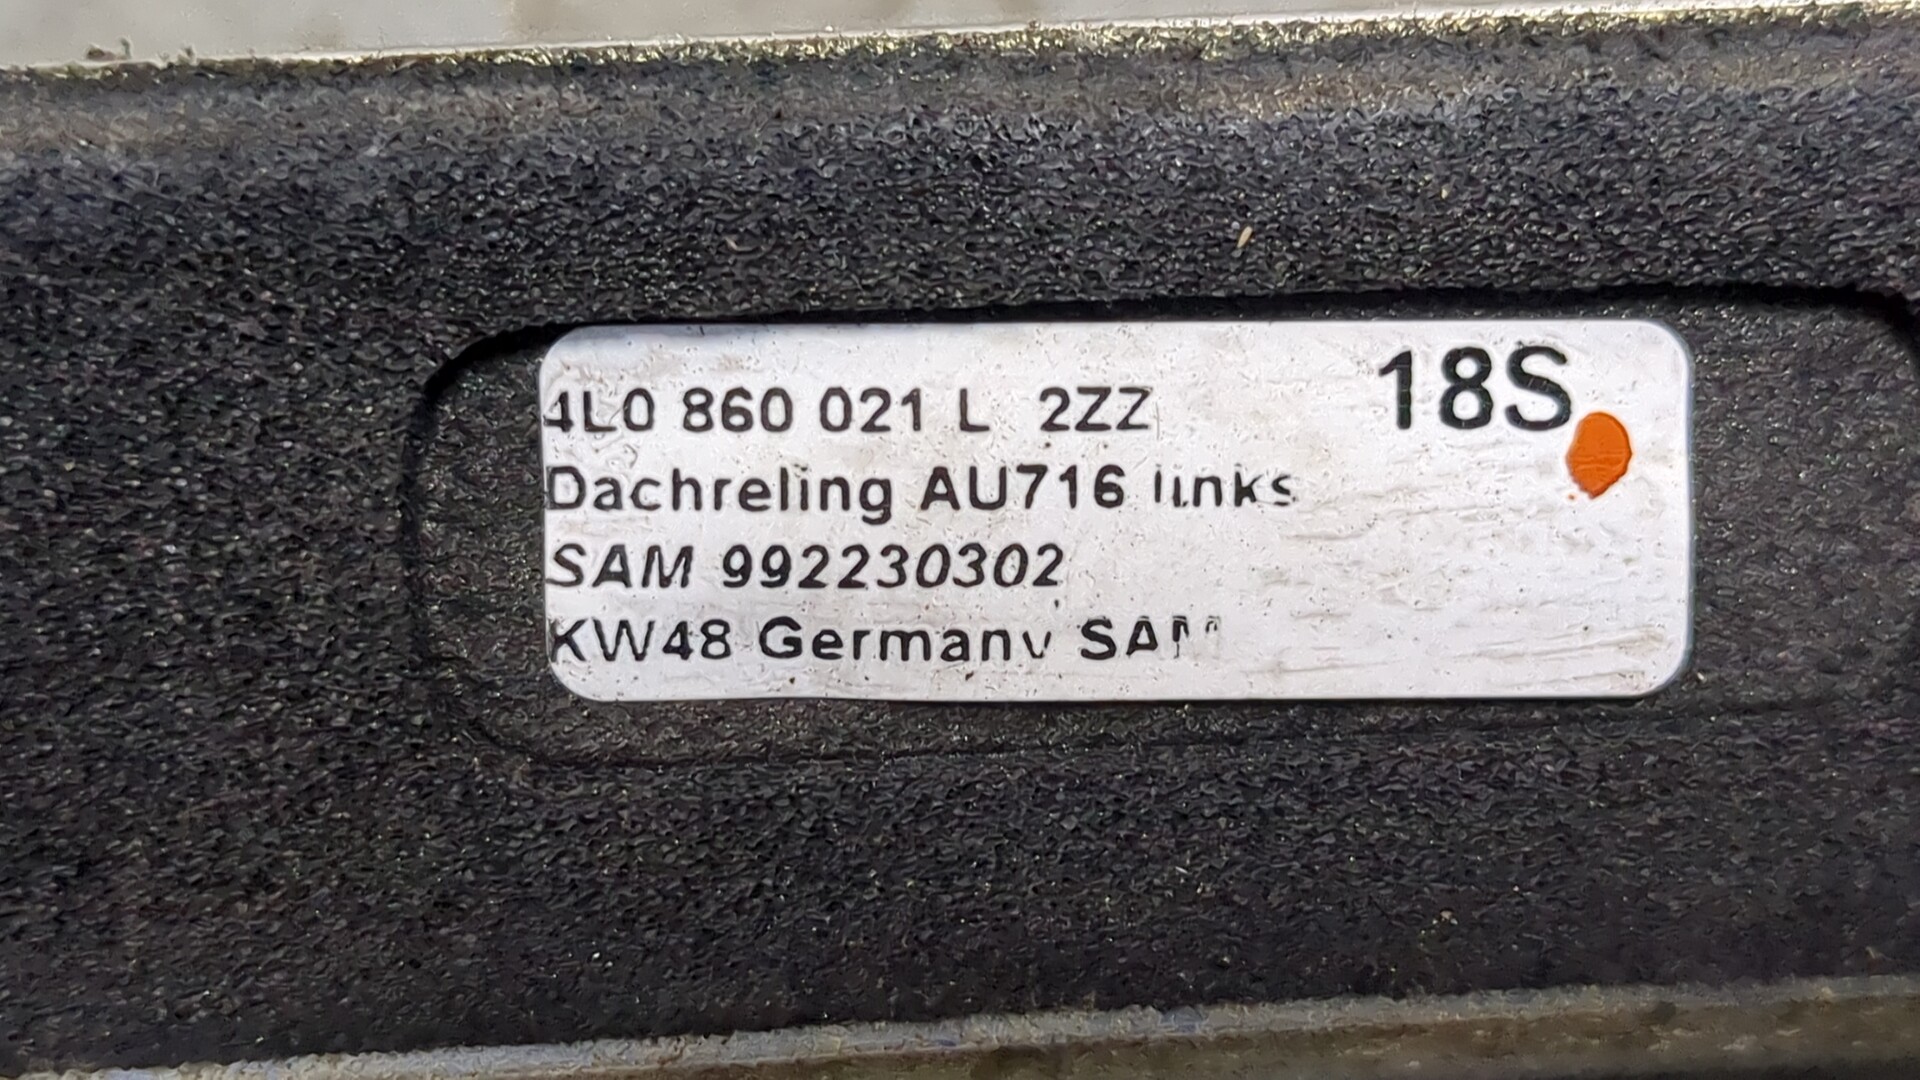 4L0 860 021 L 2ZZ 18S
Dachreling AU716 links
SAM 992230302
KW48 Germany SAM